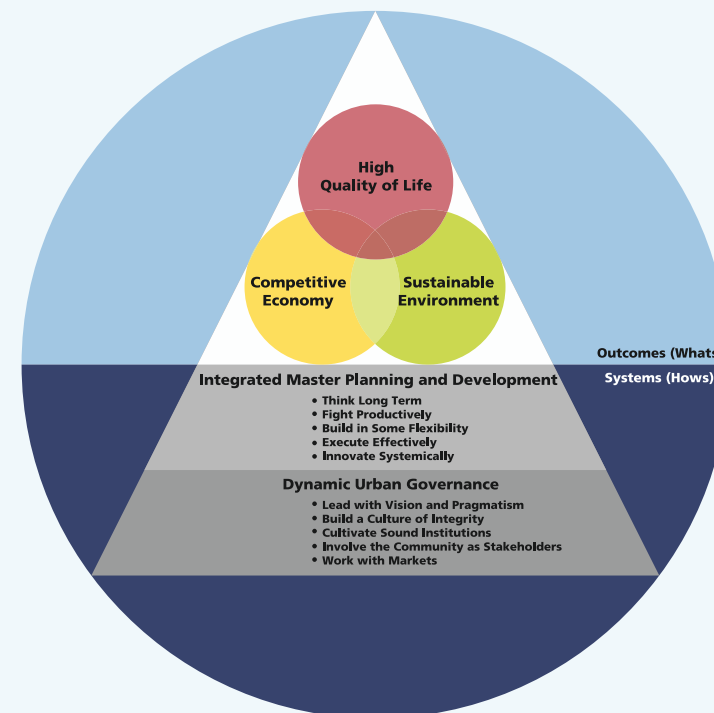 High
Quality of Life
Competitive
Economy
Sustainable
Environment
Outcomes (Whats
Systems (Hows)
Integrated Master Planning and Development
• Think Long Term
• Fight Productively
• Build in Some Flexibility
• Execute Effectively
• Innovate Systemically
Dynamic Urban Governance
• Lead with Vision and Pragmatism
• Build a Culture of Integrity
• Cultivate Sound Institutions
• Involve the Community as Stakeholders
• Work with Markets